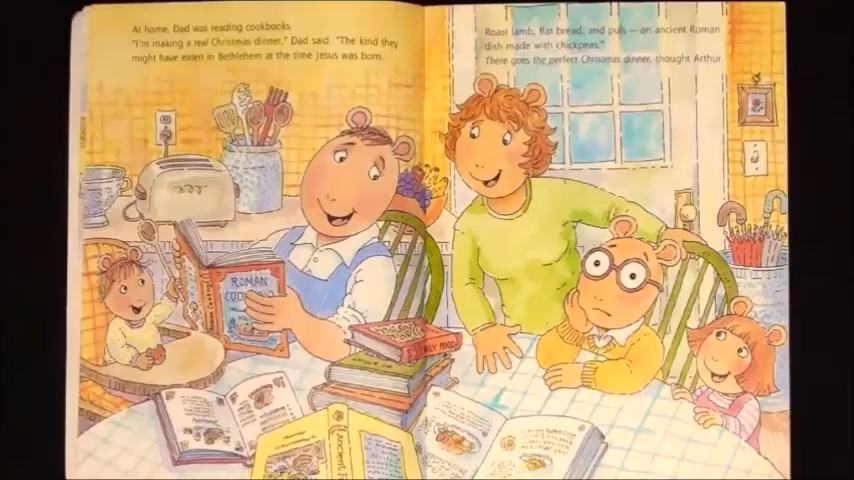 At home, Dad was reading cookbooks.
"I'm making a real Christmas dinner," Dad said. "The kind they
might have eaten in Bethlehem at the time Jesus was born.
Roast lamb, flat bread, and puls — an ancient Roman
dish made with chickpeas."
There goes the perfect Christmas dinner, thought Arthur.
ROMAN